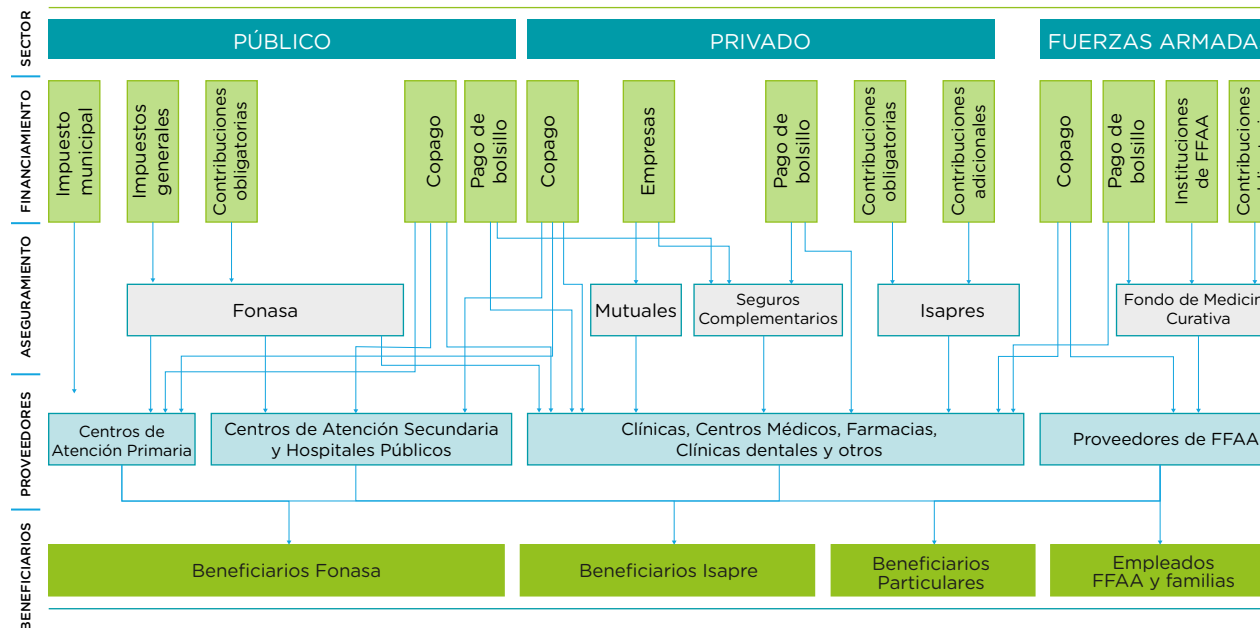 SECTOR
PÚBLICO
PRIVADO
FUERZAS ARMADA
FINANCIAMIENTO
Impuesto
municipal
Impuestos
generales
Contribuciones
obligatorias
Copago
Pago de
bolsillo
Copago
Empresas
Pago de
bolsillo
Contribuciones
obligatorias
Contribuciones
adicionales
Copago
Pago de
bolsillo
Instituciones
de FFAA
Contribuciones
ASEGURAMIENTO
Fonasa
Mutuales
Seguros
Complementarios
Isapres
Fondo de Medicin
Curativa
PROVEEDORES
Centros de
Atención Primaria
Centros de Atención Secundaria
y Hospitales Públicos
Clínicas, Centros Médicos, Farmacias,
Clínicas dentales y otros
Proveedores de FFAA
BENEFICIARIOS
Beneficiarios Fonasa
Beneficiarios Isapre
Beneficiarios
Particulares
Empleados
FFAA y familias